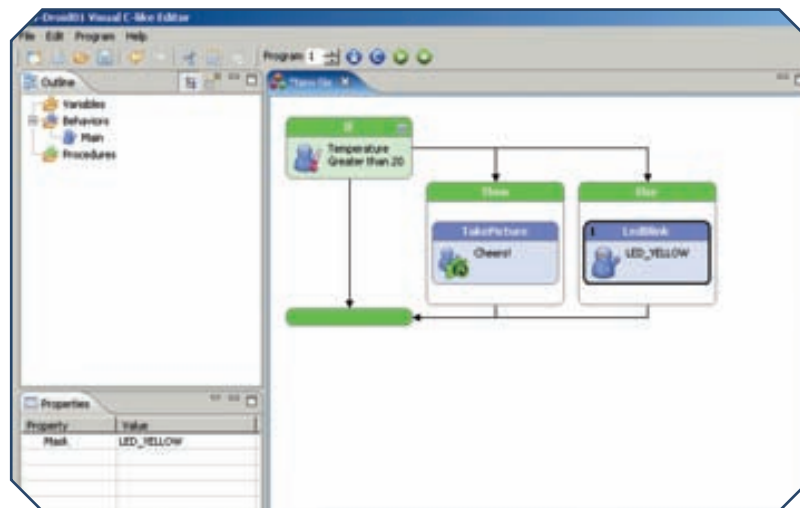 -Droid01 Visual C-like Editor
File Edit Program Help
Program 1
Outline
Variables
Behaviors
Main
Procedures
If
Temperature
Greater than 20
Then
Else
TakePicture
Cheers!
LedBlink
LED_YELLOW
Properties
Property Value
Mask LED_YELLOW